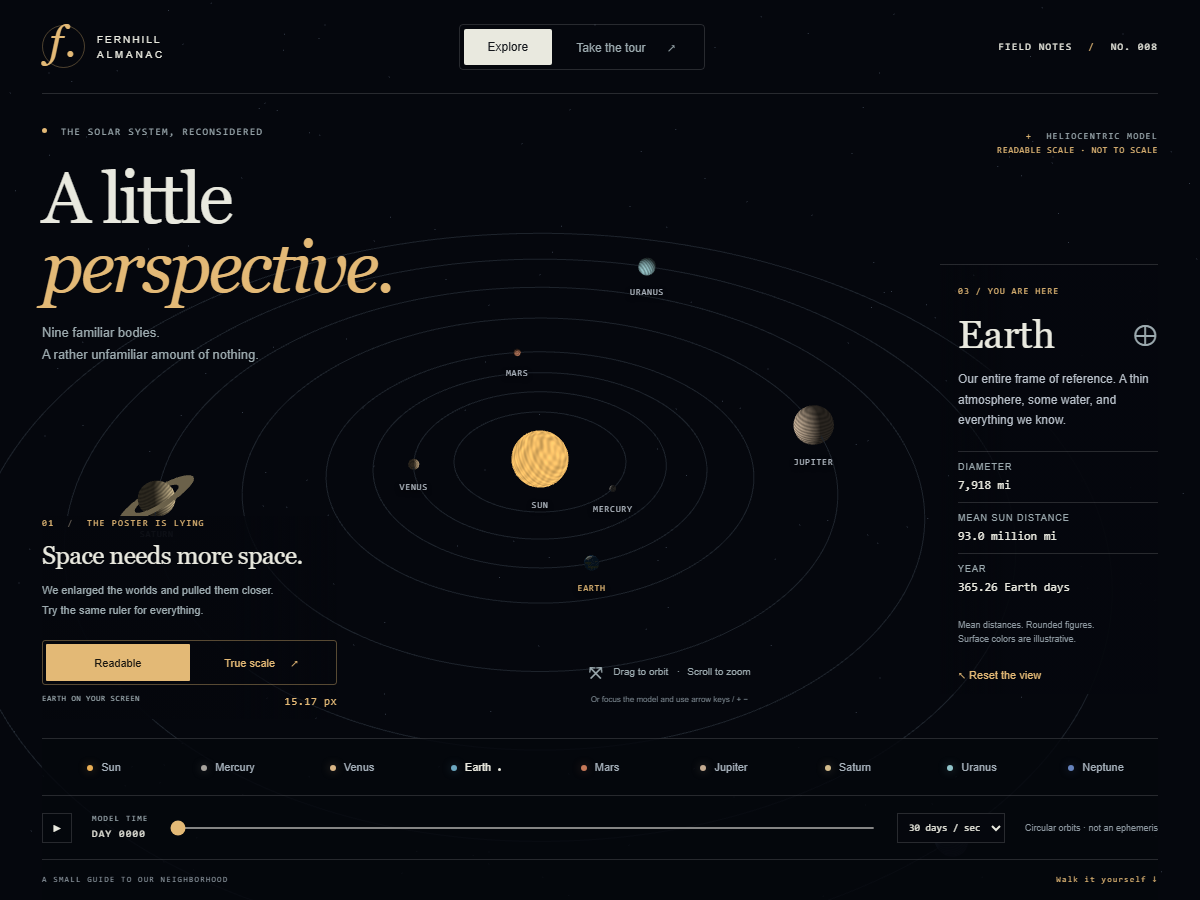 f.
FERNHILL
ALMANAC
Explore
Take the tour ↗
FIELD NOTES / NO. 008
THE SOLAR SYSTEM, RECONSIDERED
+ HELIOCENTRIC MODEL
READABLE SCALE · NOT TO SCALE
A little
perspective.
Nine familiar bodies.
A rather unfamiliar amount of nothing.
URANUS
MARS
JUPITER
VENUS
SUN
MERCURY
EARTH
SATURN
03 / YOU ARE HERE
Earth
Our entire frame of reference. A thin
atmosphere, some water, and
everything we know.
DIAMETER
7,918 mi
MEAN SUN DISTANCE
93.0 million mi
YEAR
365.26 Earth days
Mean distances. Rounded figures.
Surface colors are illustrative.
↖ Reset the view
01 / THE POSTER IS LYING
Space needs more space.
We enlarged the worlds and pulled them closer.
Try the same ruler for everything.
Readable
True scale ↗
EARTH ON YOUR SCREEN
15.17 px
Drag to orbit · Scroll to zoom
Or focus the model and use arrow keys / + −
Sun
Mercury
Venus
Earth
Mars
Jupiter
Saturn
Uranus
Neptune
MODEL TIME
DAY 0000
30 days / sec
Circular orbits · not an ephemeris
A SMALL GUIDE TO OUR NEIGHBORHOOD
Walk it yourself ↓